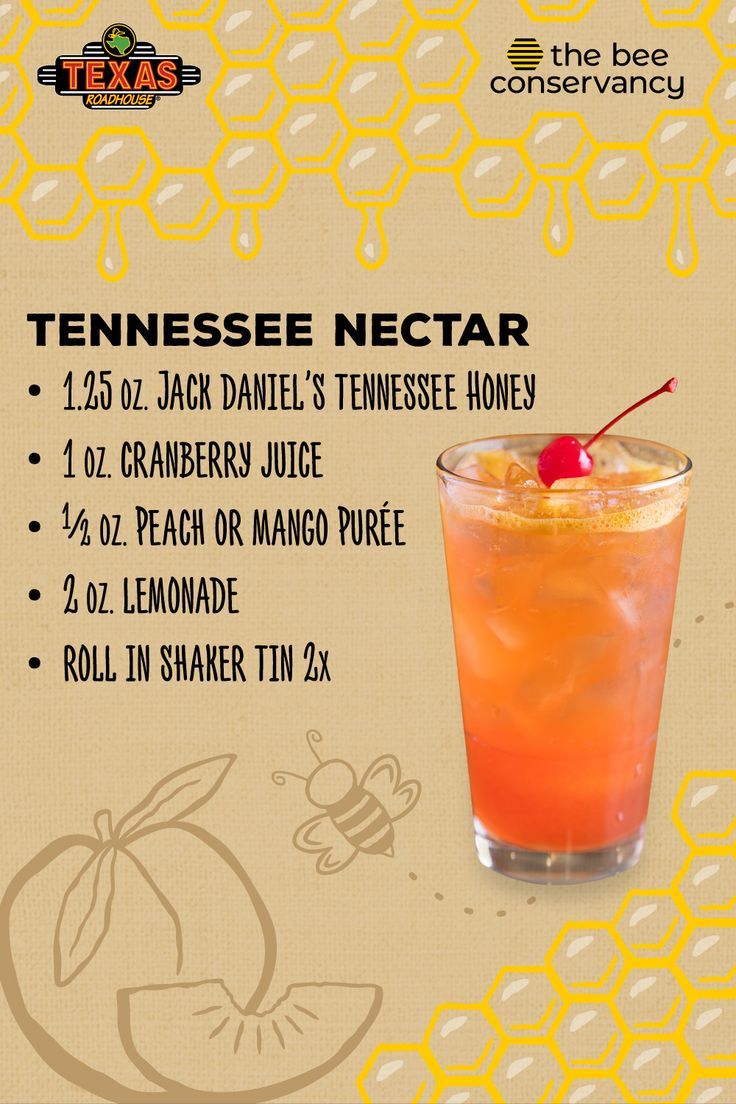 TEXAS
ROADHOUSE®
the bee
conservancy
TENNESSEE NECTAR
• 1.25 oz. JACK DANIEL'S TENNESSEE HONEY
• 1 oz. CRANBERRY JUICE
• ½ oz. PEACH OR MANGO PURÉE
• 2 oz. LEMONADE
• ROLL IN SHAKER TIN 2x